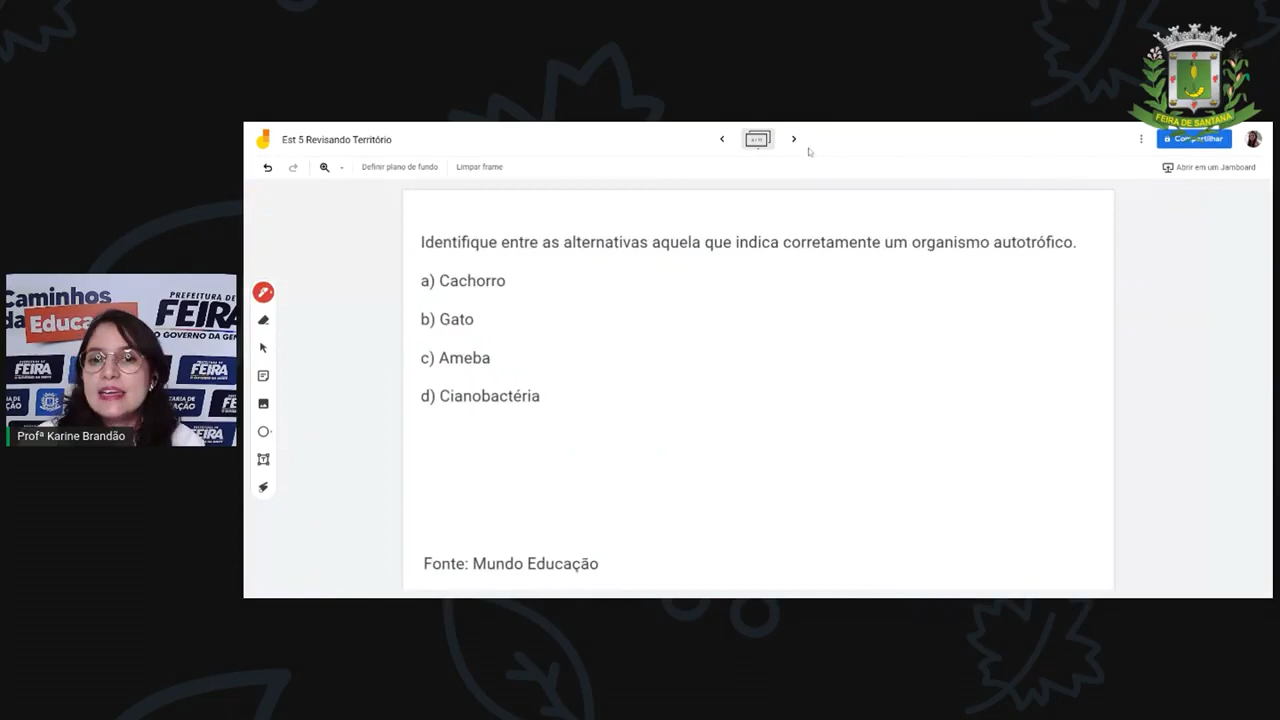 FEIRA DE SANTANA
Est 5 Revisando Território
Compartilhar
Definir plano de fundo
Limpar frame
Abrir em um Jamboard
Identifique entre as alternativas aquela que indica corretamente um organismo autotrófico.
a) Cachorro
b) Gato
c) Ameba
d) Cianobactéria
Fonte: Mundo Educação
Caminhos
da Educa
PREFEITURA DE
FEIRA
O GOVERNO DA GEN
FEIRA
FEIRA
FEIRA
Profª Karine Brandão